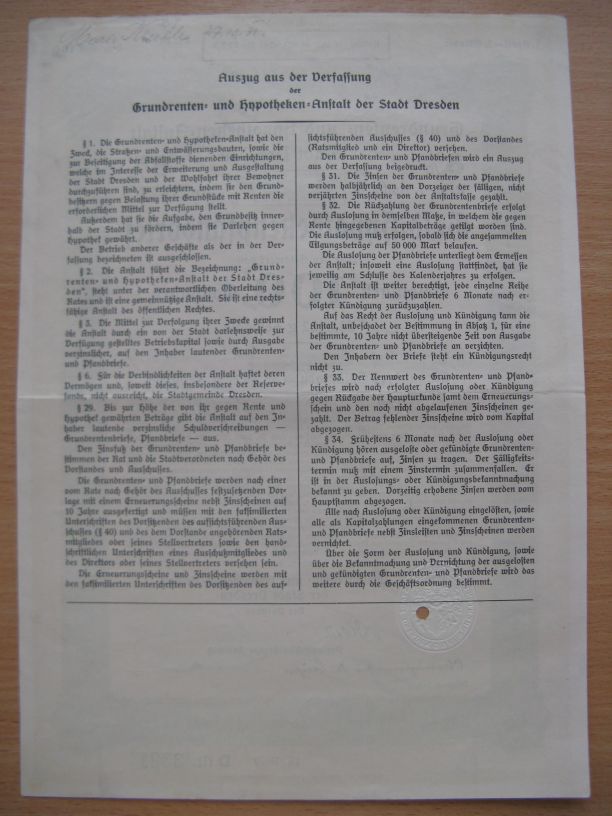 Auszug aus der Verfassung
der
Grundrenten- und Hypotheken-Anstalt der Stadt Dresden
§ 1. Die Grundrenten- und Hypotheken-Anstalt hat den
Zweck, die Straßen- und Entwässerungsbauten, sowie die
zur Beseitigung der Abfallstoffe dienenden Einrichtungen,
welche im Interesse der Erweiterung und Ausgestaltung
der Stadt Dresden und der Wohlfahrt ihrer Bewohner
durchzuführen sind, zu erleichtern, indem sie den Grund-
besitzern gegen Belastung ihrer Grundstücke mit Renten die
erforderlichen Mittel zur Verfügung stellt.
Außerdem hat sie die Aufgabe, den Grundbesitz inner-
halb der Stadt zu fördern, indem sie Darlehen gegen
Hypothek gewährt.
Der Betrieb anderer Geschäfte als der in der Ver-
fassung bezeichneten ist ausgeschlossen.
§ 2. Die Anstalt führt die Bezeichnung: „Grund-
renten- und Hypotheken-Anstalt der Stadt Dres-
den“, steht unter der verantwortlichen Oberleitung des
Rates und ist eine gemeinnützige Anstalt. Sie ist eine rechts-
fähige Anstalt des öffentlichen Rechtes.
§ 3. Die Mittel zur Verfolgung ihrer Zwecke gewinnt
die Anstalt durch ein von der Stadt darlehnsweise zur
Verfügung gestelltes Betriebskapital sowie durch Ausgabe
verzinslicher, auf den Inhaber lautender Grundrenten-
und Pfandbriefe.
§ 6. Für die Verbindlichkeiten der Anstalt haftet deren
Vermögen und, soweit dieses, insbesondere der Reserve-
fonds, nicht ausreicht, die Stadtgemeinde Dresden.
§ 29. Bis zur Höhe der von ihr gegen Rente und
Hypothek gewährten Beträge gibt die Anstalt auf den In-
haber lautende verzinsliche Schuldverschreibungen —
Grundrentenbriefe, Pfandbriefe — aus.
Den Zinsfuß der Grundrenten- und Pfandbriefe be-
stimmen der Rat und die Stadtverordneten nach Gehör des
Vorstandes und Ausschusses.
Die Grundrenten- und Pfandbriefe werden nach einer
vom Rate nach Gehör des Ausschusses festzusetzenden Vor-
lage mit einem Erneuerungsscheine nebst Zinsscheinen auf
10 Jahre ausgefertigt und müssen mit den faksimilierten
Unterschriften des Vorsitzenden des aufsichtsführenden Aus-
schusses (§ 40) und des dem Vorstande angehörenden Rats-
mitgliedes oder seines Stellvertreters sowie den hand-
schriftlichen Unterschriften eines Ausschußmitgliedes und
des Direktors oder seines Stellvertreters versehen sein.
Die Erneuerungsscheine und Zinsscheine werden mit
den faksimilierten Unterschriften des Vorsitzenden des auf-
sichtsführenden Ausschusses (§ 40) und des Vorstandes
(Ratsmitglied und ein Direktor) versehen.
Den Grundrenten- und Pfandbriefen wird ein Auszug
aus der Verfassung beigedruckt.
§ 31. Die Zinsen der Grundrenten- und Pfandbriefe
werden halbjährlich an den Vorzeiger der fälligen, nicht
verjährten Zinsscheine von der Anstaltskasse gezahlt.
§ 32. Die Rückzahlung der Grundrentenbriefe erfolgt
durch Auslosung in demselben Maße, in welchem die gegen
Rente hingegebenen Kapitalbeträge getilgt worden sind.
Die Auslosung muß erfolgen, sobald sich die angesammelten
Tilgungsbeträge auf 50 000 Mark belaufen.
Die Auslosung der Pfandbriefe unterliegt dem Ermessen
der Anstalt; insoweit eine Auslosung stattfindet, hat sie
jeweilig am Schlusse des Kalenderjahres zu erfolgen.
Die Anstalt ist weiter berechtigt, jede einzelne Reihe
der Grundrenten- und Pfandbriefe 6 Monate nach er-
folgter Kündigung zurückzuzahlen.
Auf das Recht der Auslosung und Kündigung kann die
Anstalt, unbeschadet der Bestimmung in Absatz 1, für eine
bestimmte, 10 Jahre nicht übersteigende Zeit von Ausgabe
der Grundrenten- und Pfandbriefe an verzichten.
Den Inhabern der Briefe steht ein Kündigungsrecht
nicht zu.
§ 33. Der Nennwert des Grundrenten- und Pfand-
briefes wird nach erfolgter Auslosung oder Kündigung
gegen Rückgabe der Haupturkunde samt dem Erneuerungs-
schein und den noch nicht abgelaufenen Zinsscheinen ge-
zahlt. Der Betrag fehlender Zinsscheine wird vom Kapital
abgezogen.
§ 34. Frühestens 6 Monate nach der Auslosung oder
Kündigung hören ausgeloste oder gekündigte Grundrenten-
und Pfandbriefe auf, Zinsen zu tragen. Der Fälligkeits-
termin muß mit einem Zinstermin zusammenfallen. Er
ist in der Auslosungs- oder Kündigungsbekanntmachung
bekannt zu geben. Vorzeitig erhobene Zinsen werden vom
Hauptstamm abgezogen.
Alle nach Auslosung oder Kündigung eingelösten, sowie
alle als Kapitalzahlungen eingekommenen Grundrenten-
und Pfandbriefe nebst Zinsleisten und Zinsscheinen werden
vernichtet.
Über die Form der Auslosung und Kündigung, sowie
über die Bekanntmachung und Vernichtung der ausgelosten
und gekündigten Grundrenten- und Pfandbriefe wird das
weitere durch die Geschäftsordnung bestimmt.